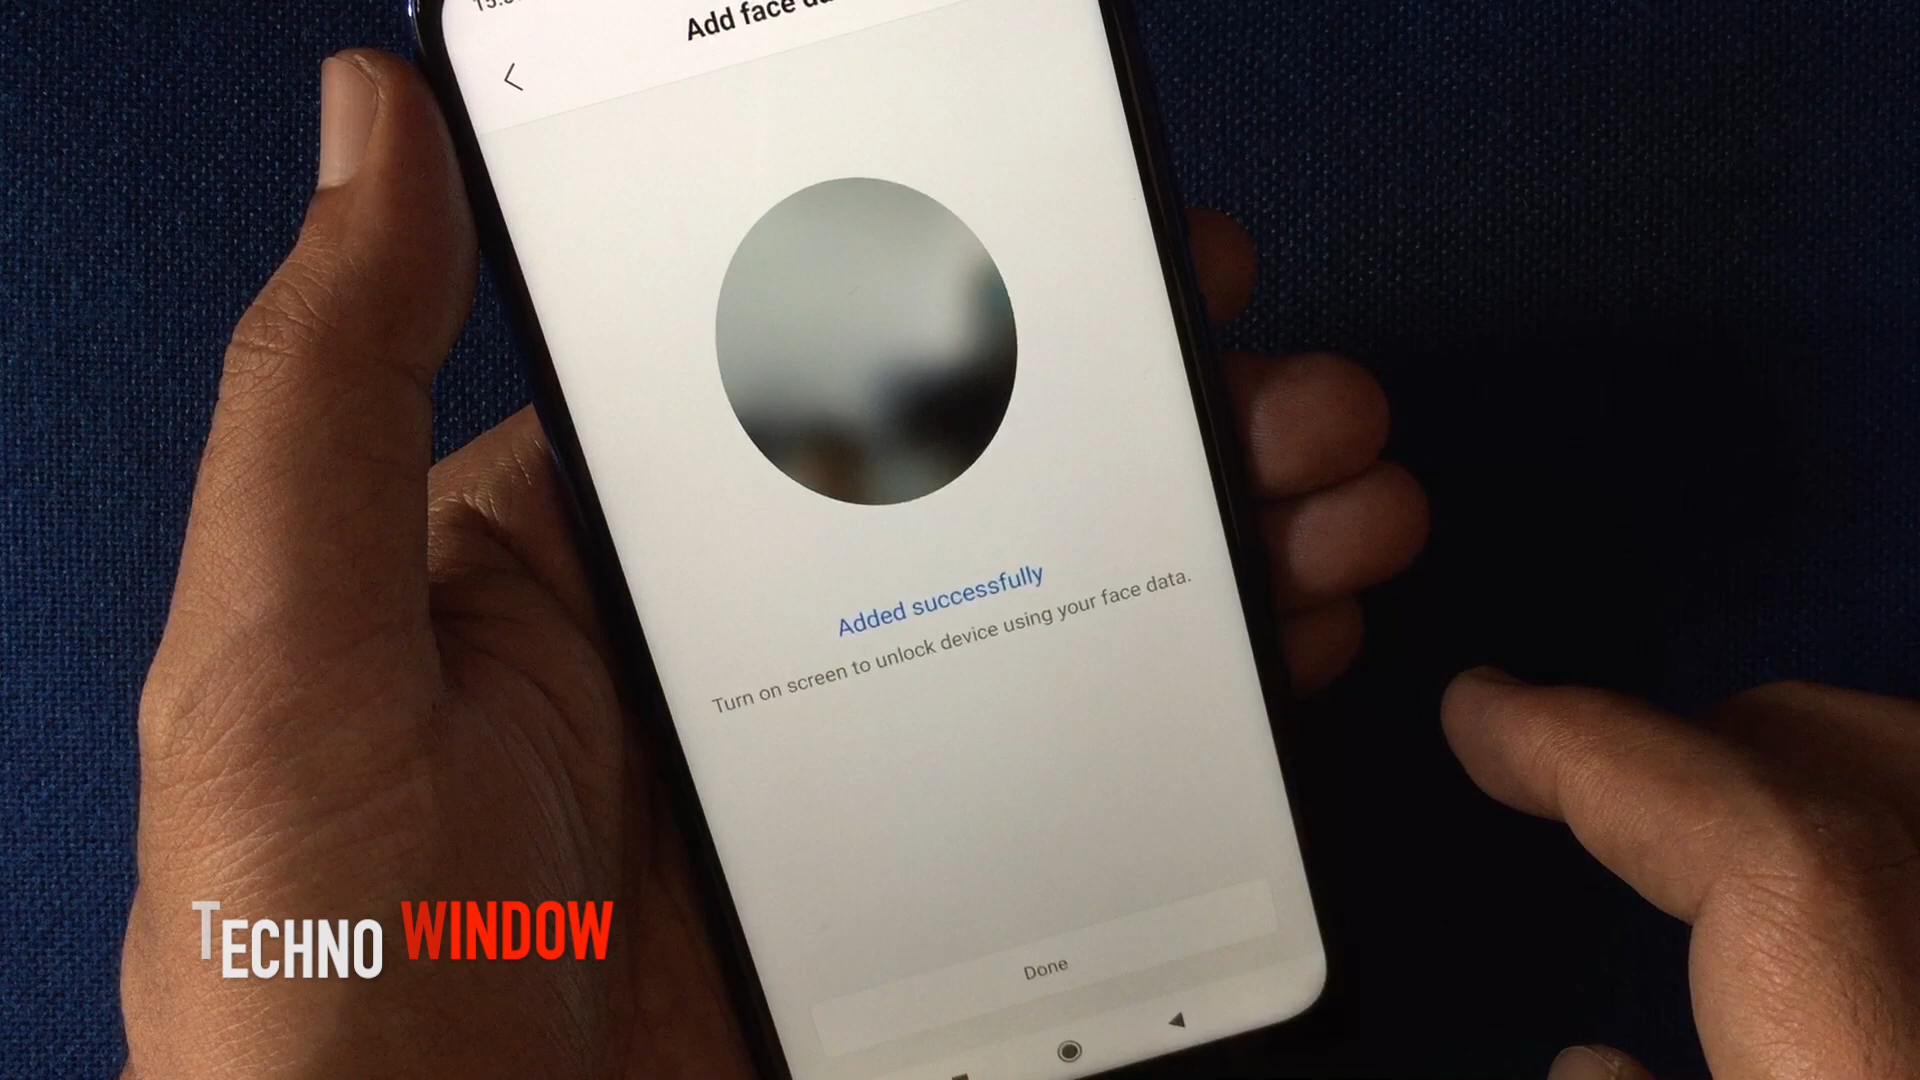 Add face
Added successfully
Turn on screen to unlock device using your face data.
Done
TECHNO WINDOW